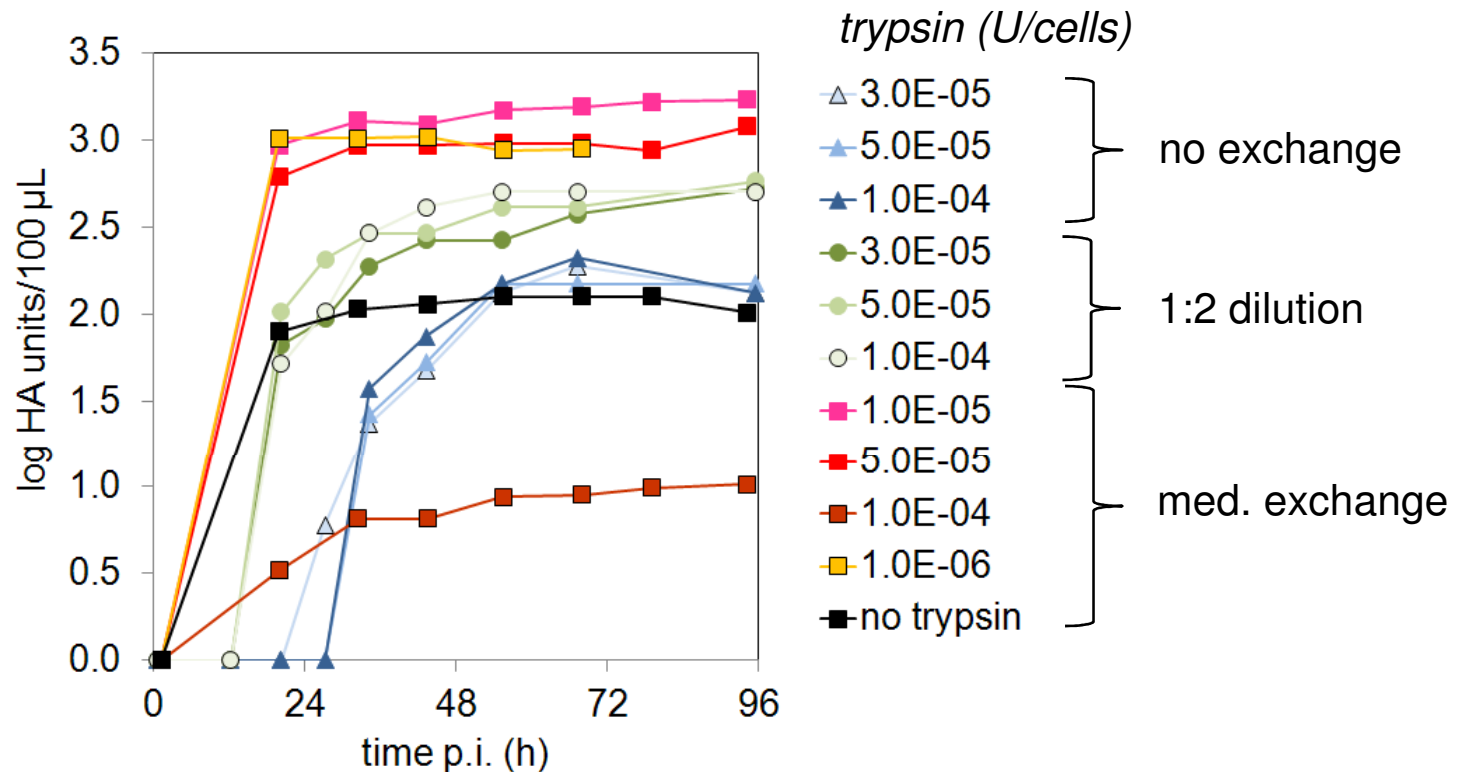 trypsin (U/cells)
3.5
3.0
2.5
2.0
1.5
1.0
0.5
0.0
log HA units/100 µL
0 24 48 72 96
time p.i. (h)
3.0E-05
5.0E-05
1.0E-04
no exchange
3.0E-05
5.0E-05
1.0E-04
1:2 dilution
1.0E-05
5.0E-05
1.0E-04
1.0E-06
no trypsin
med. exchange